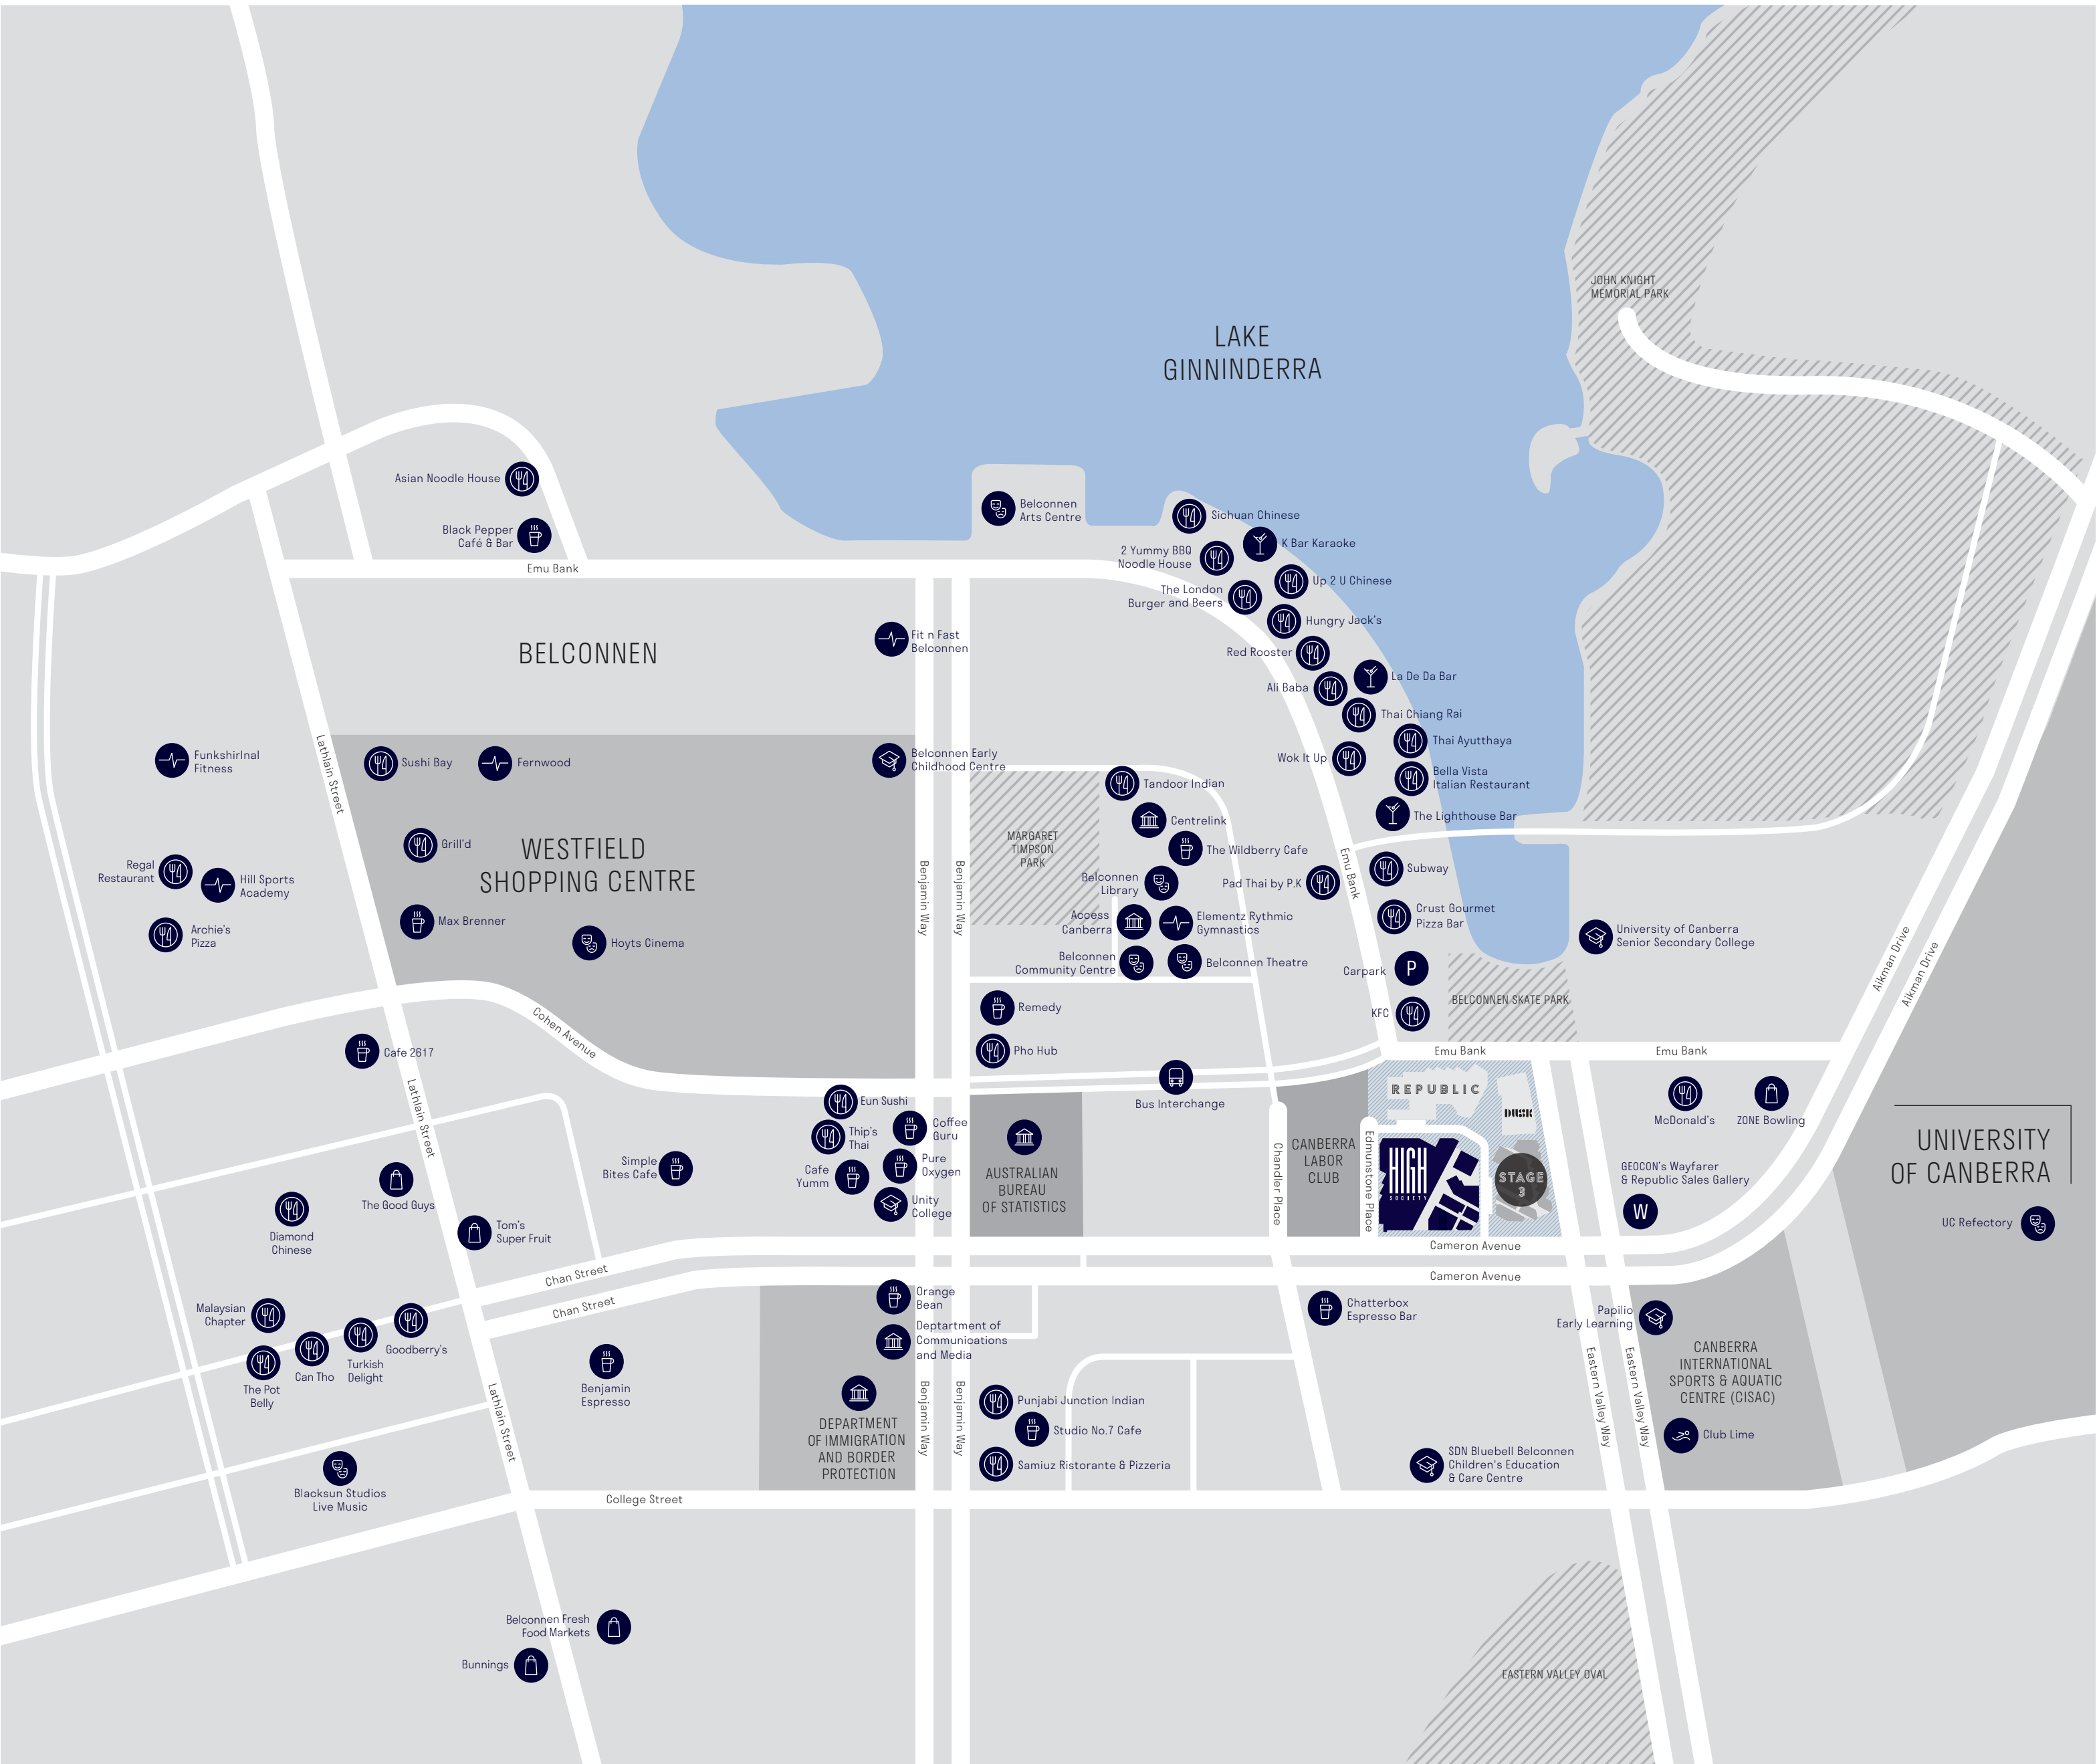 JOHN KNIGHT
MEMORIAL PARK
LAKE
GINNINDERRA
Asian Noodle House
Black Pepper
Café & Bar
Emu Bank
Belconnen
Arts Centre
Sichuan Chinese
K Bar Karaoke
2 Yummy BBQ
Noodle House
Up 2 U Chinese
The London
Burger and Beers
Hungry Jack's
Red Rooster
La De Da Bar
Ali Baba
Thai Chiang Rai
Thai Ayutthaya
Wok It Up
Bella Vista
Italian Restaurant
The Lighthouse Bar
BELCONNEN
Fit n Fast
Belconnen
Lathlain Street
Funkshir1nal
Fitness
Sushi Bay
Fernwood
Belconnen Early
Childhood Centre
Grill'd
WESTFIELD
SHOPPING CENTRE
Regal
Restaurant
Hill Sports
Academy
Archie's
Pizza
Max Brenner
Hoyts Cinema
Benjamin Way
Benjamin Way
MARGARET
TIMPSON
PARK
Tandoor Indian
Centrelink
The Wildberry Cafe
Belconnen
Library
Pad Thai by P.K
Emu Bank
Subway
Access
Canberra
Elementz Rythmic
Gymnastics
Crust Gourmet
Pizza Bar
Belconnen
Community Centre
Belconnen Theatre
Carpark
P
University of Canberra
Senior Secondary College
Aikman Drive
Aikman Drive
BELCONNEN SKATE PARK
KFC
Cohen Avenue
Remedy
Pho Hub
Cafe 2617
Lathlain Street
Emu Bank
Emu Bank
Bus Interchange
Eun Sushi
Coffee
Guru
Thip's
Thai
Pure
Oxygen
Cafe
Yumm
Unity
College
Simple
Bites Cafe
AUSTRALIAN
BUREAU
OF STATISTICS
Chandler Place
CANBERRA
LABOR
CLUB
Edmunstone Place
REPUBLIC
DUSK
HIGH
SOCIETY
STAGE
3
McDonald's
ZONE Bowling
GEOCON's Wayfarer
& Republic Sales Gallery
W
UNIVERSITY
OF CANBERRA
UC Refectory
The Good Guys
Diamond
Chinese
Tom's
Super Fruit
Chan Street
Chan Street
Cameron Avenue
Cameron Avenue
Malaysian
Chapter
Goodberry's
Turkish
Delight
Can Tho
The Pot
Belly
Benjamin
Espresso
Orange
Bean
Department of
Communications
and Media
DEPARTMENT
OF IMMIGRATION
AND BORDER
PROTECTION
Benjamin Way
Benjamin Way
Chatterbox
Espresso Bar
Papilio
Early Learning
CANBERRA
INTERNATIONAL
SPORTS & AQUATIC
CENTRE (CISAC)
Eastern Valley Way
Eastern Valley Way
Club Lime
Punjabi Junction Indian
Studio No.7 Cafe
Samiuz Ristorante & Pizzeria
SDN Bluebell Belconnen
Children's Education
& Care Centre
Lathlain Street
Blacksun Studios
Live Music
College Street
Belconnen Fresh
Food Markets
Bunnings
EASTERN VALLEY OVAL